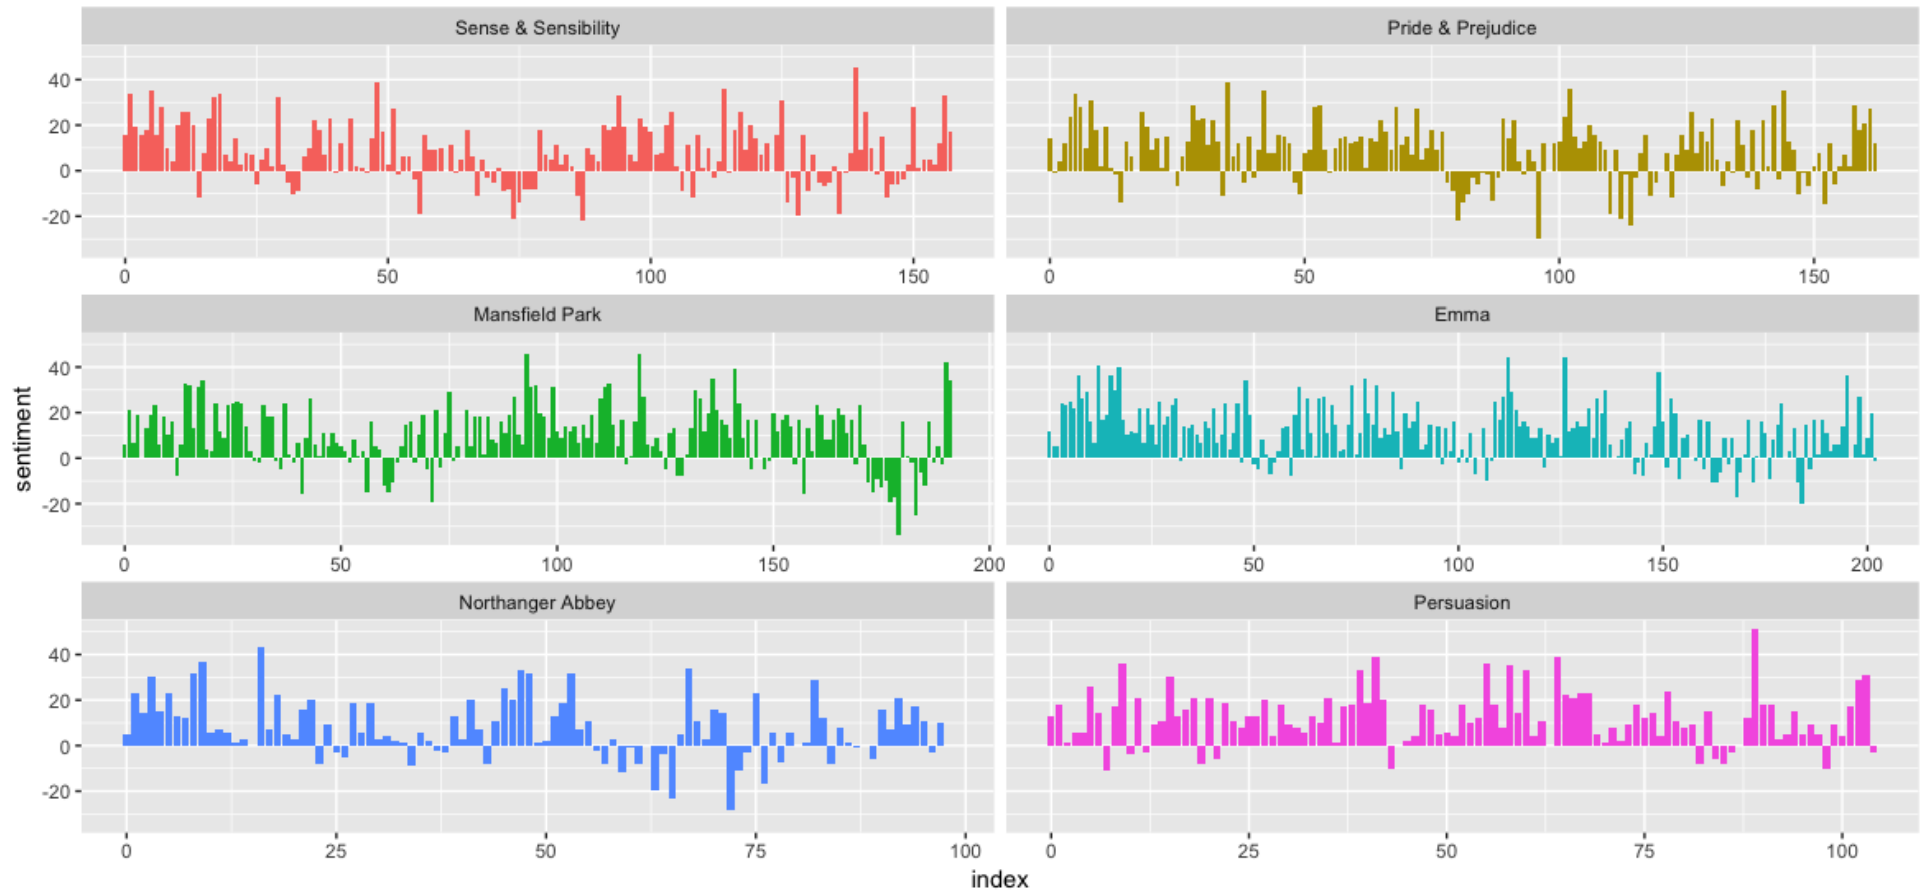 Sense & Sensibility
Pride & Prejudice
40
20
0
-20
0 50 100 150
0 50 100 150
Mansfield Park
Emma
40
20
0
-20
0 50 100 150 200
0 50 100 150 200
Northanger Abbey
Persuasion
40
20
0
-20
0 25 50 75 100
0 25 50 75 100
sentiment
index